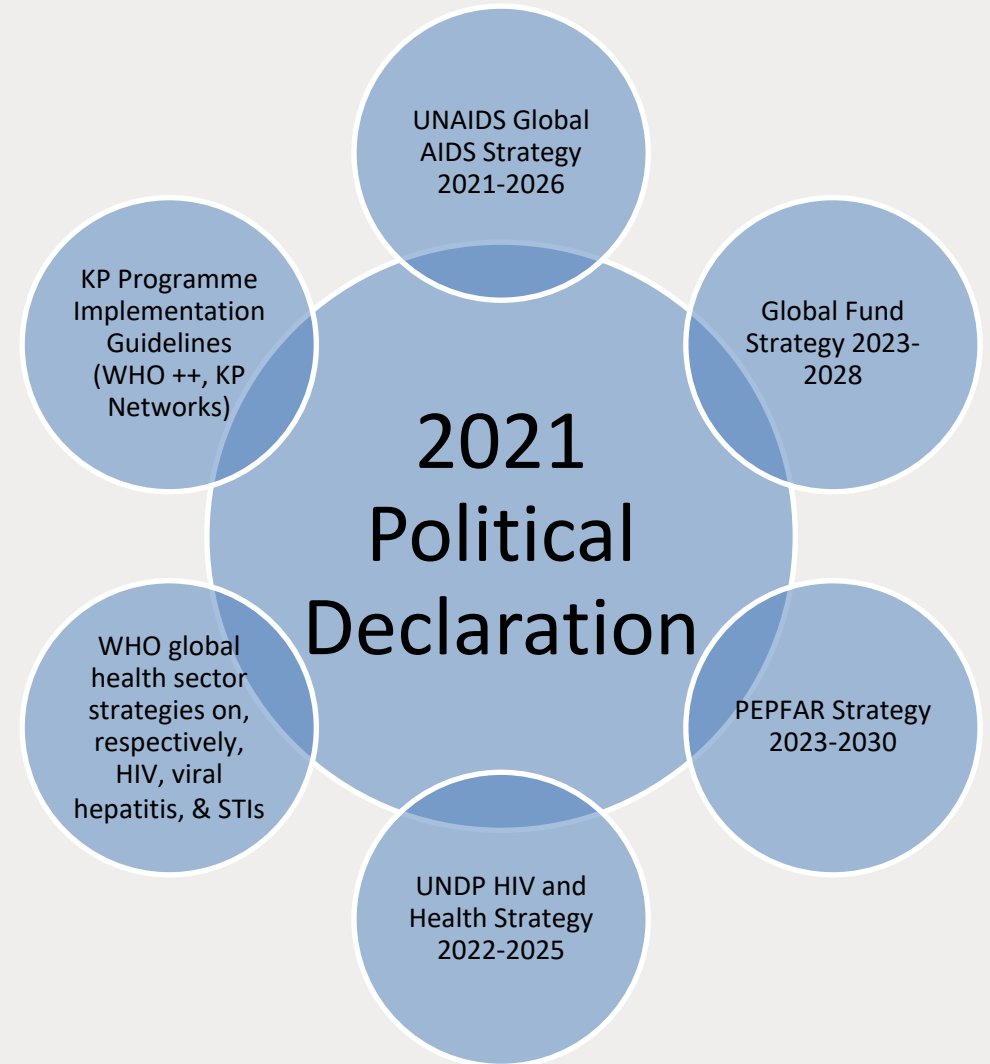 UNAIDS Global
AIDS Strategy
2021-2026
KP Programme
Implementation
Guidelines
(WHO ++, KP
Networks)
Global Fund
Strategy 2023-
2028
2021
Political
Declaration
WHO global
health sector
strategies on,
respectively,
HIV, viral
hepatitis, & STIs
PEPFAR Strategy
2023-2030
UNDP HIV and
Health Strategy
2022-2025